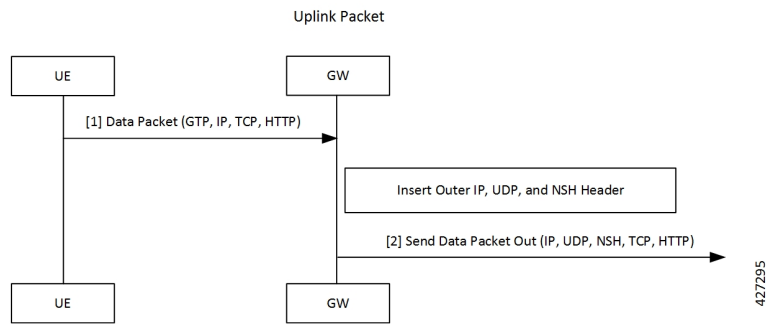 Uplink Packet
UE
GW
[1] Data Packet (GTP, IP, TCP, HTTP)
Insert Outer IP, UDP, and NSH Header
[2] Send Data Packet Out (IP, UDP, NSH, TCP, HTTP)
UE
GW
427295